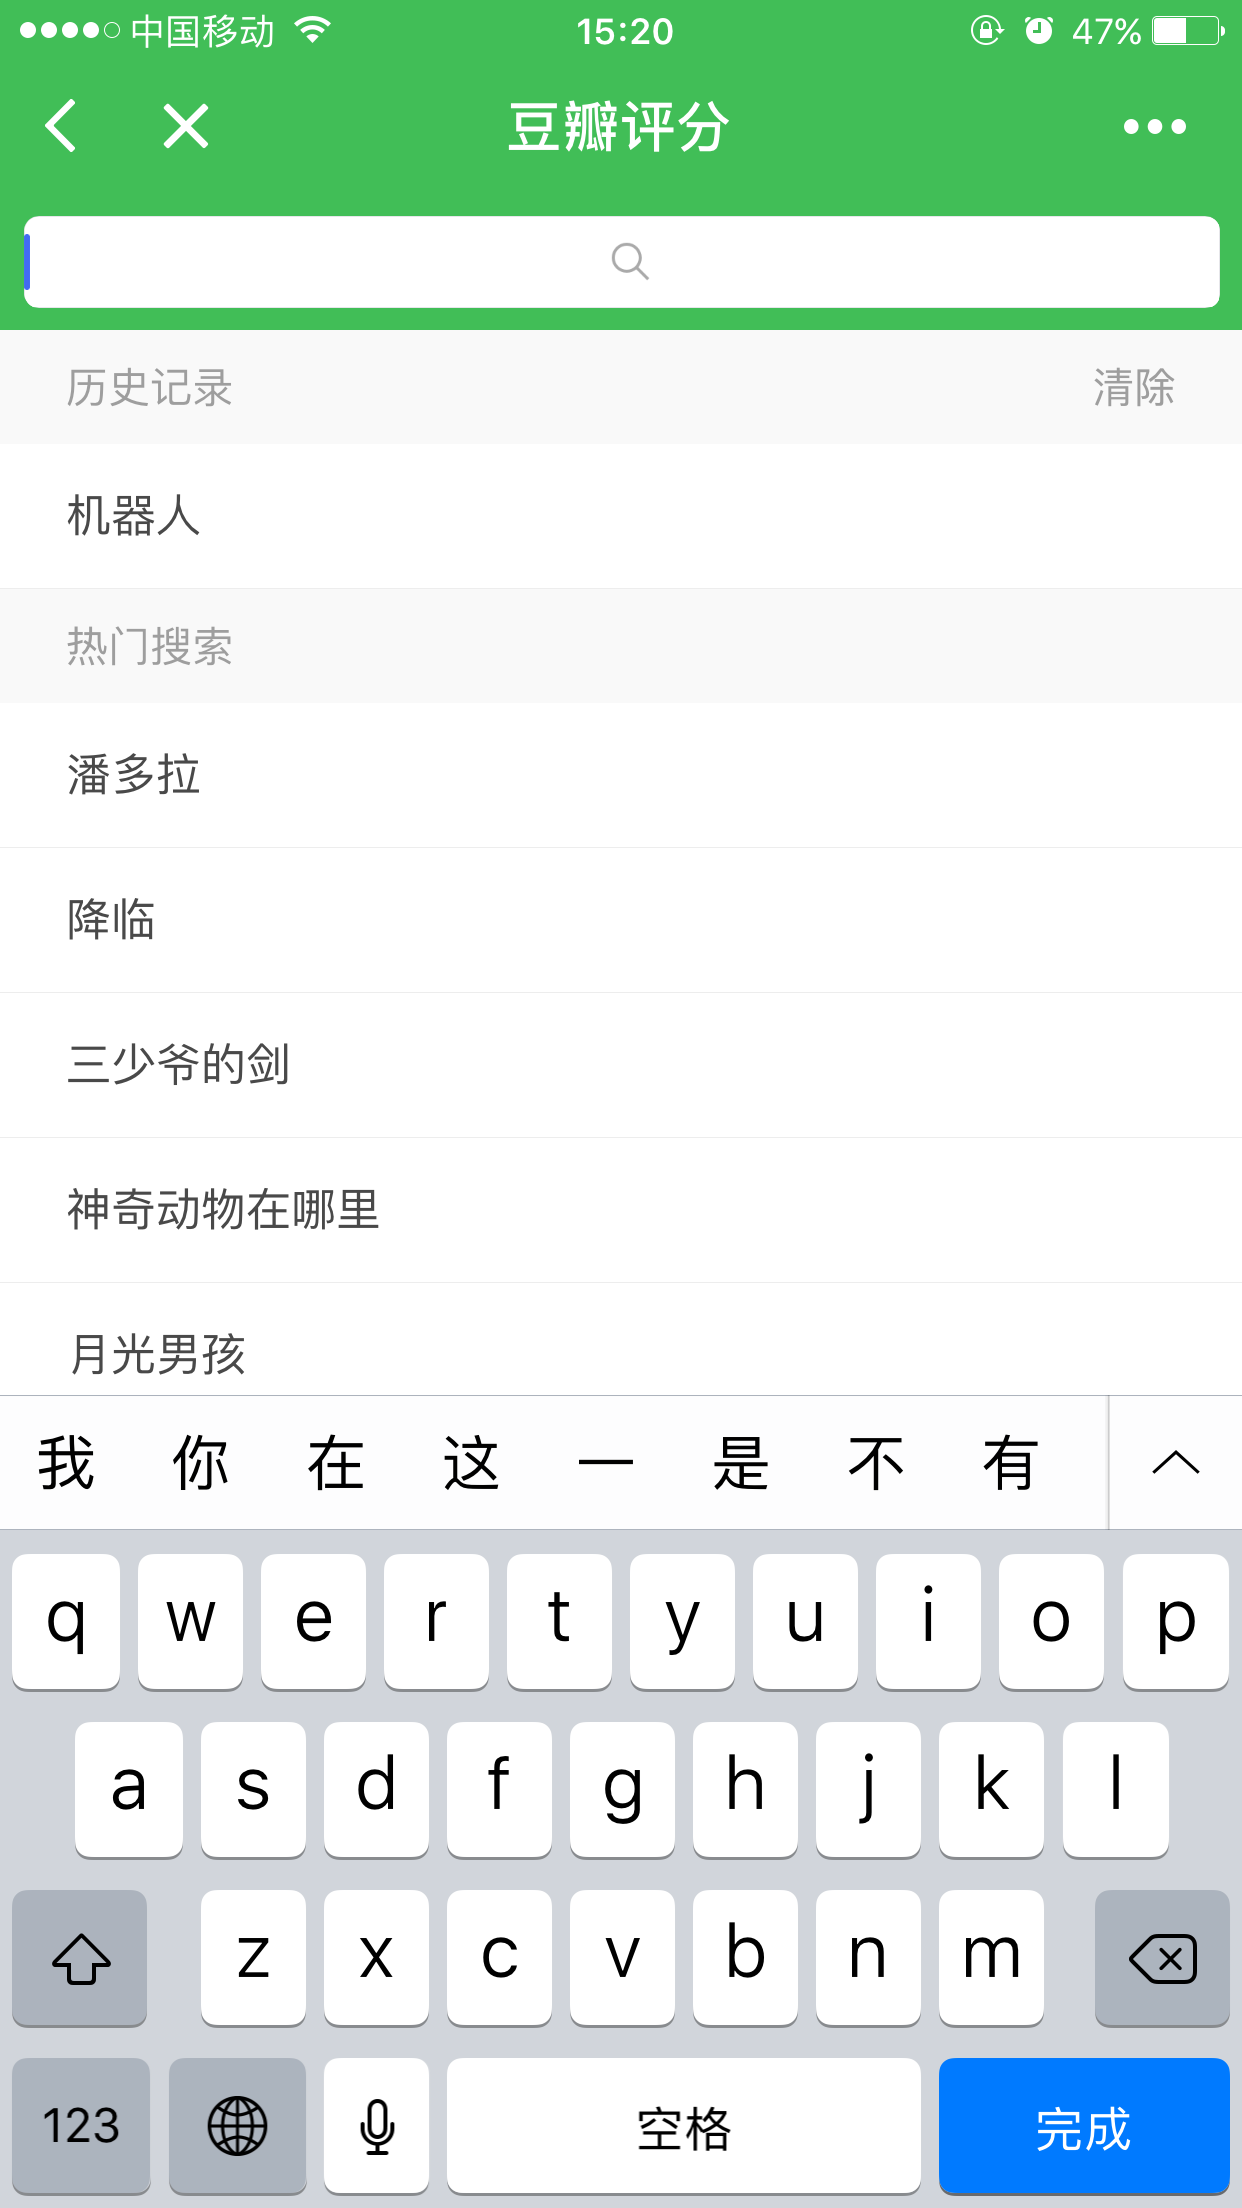 中国移动 15:20 47%
豆瓣评分
历史记录 清除
机器人
热门搜索
潘多拉
降临
三少爷的剑
神奇动物在哪里
月光男孩
我 你 在 这 一 是 不 有
q w e r t y u i o p
a s d f g h j k l
z x c v b n m
123 空格 完成